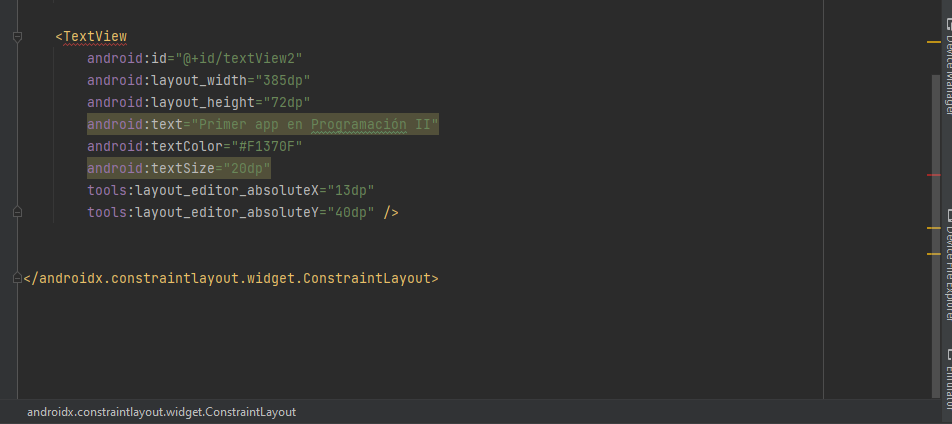 <TextView
android:id="@+id/textView2"
android:layout_width="385dp"
android:layout_height="72dp"
android:text="Primer app en Programación II"
android:textColor="#F1370F"
android:textSize="20dp"
tools:layout_editor_absoluteX="13dp"
tools:layout_editor_absoluteY="40dp" />
</androidx.constraintlayout.widget.ConstraintLayout>
androidx.constraintlayout.widget.ConstraintLayout
Device Manager
Device File Explorer
Emulator